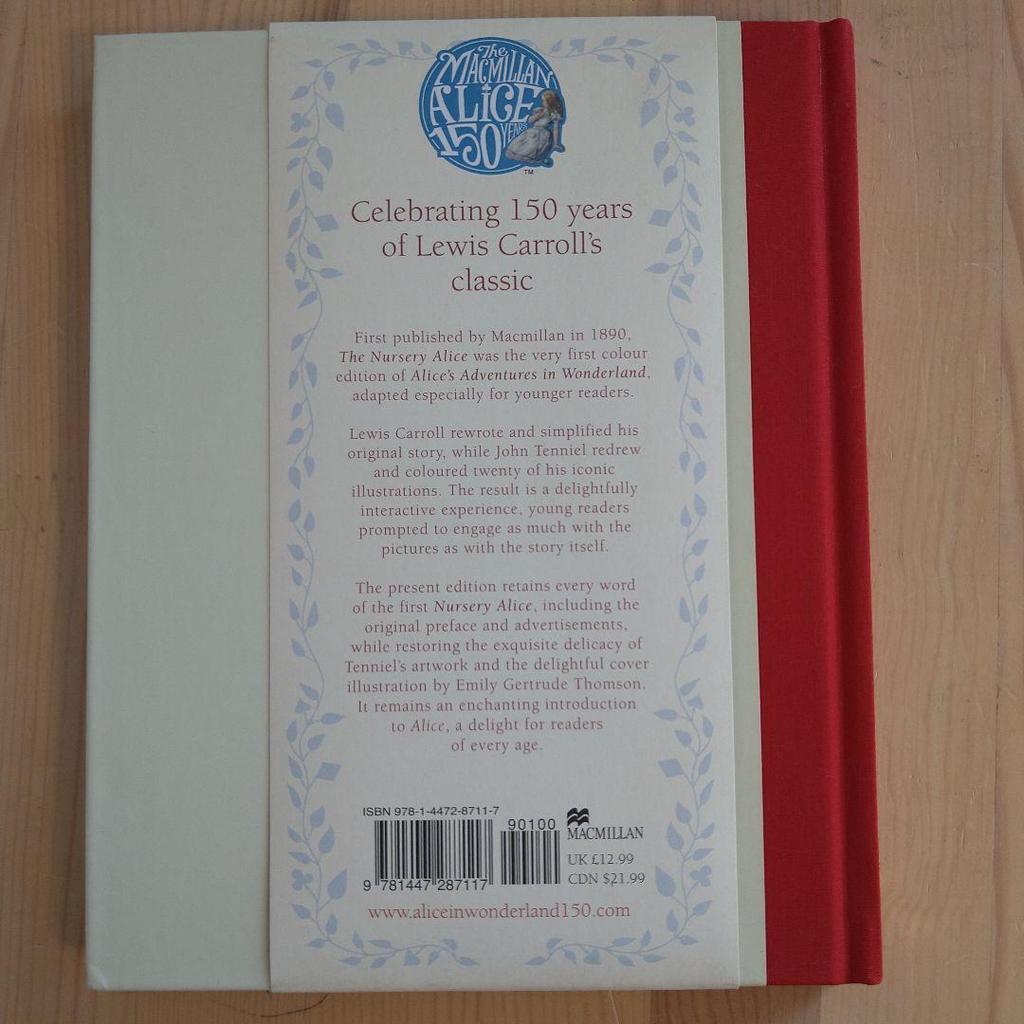 The
MACMILLAN
ALICE
150 YEARS
TM
Celebrating 150 years
of Lewis Carroll's
classic
First published by Macmillan in 1890,
The Nursery Alice was the very first colour
edition of Alice's Adventures in Wonderland,
adapted especially for younger readers.
Lewis Carroll rewrote and simplified his
original story, while John Tenniel redrew
and coloured twenty of his iconic
illustrations. The result is a delightfully
interactive experience, young readers
prompted to engage as much with the
pictures as with the story itself.
The present edition retains every word
of the first Nursery Alice, including the
original preface and advertisements,
while restoring the exquisite delicacy of
Tenniel's artwork and the delightful cover
illustration by Emily Gertrude Thomson.
It remains an enchanting introduction
to Alice, a delight for readers
of every age.
ISBN 978-1-4472-8711-7
90100
9 781447 287117
MACMILLAN
UK £12.99
CDN $21.99
www.aliceinwonderland150.com